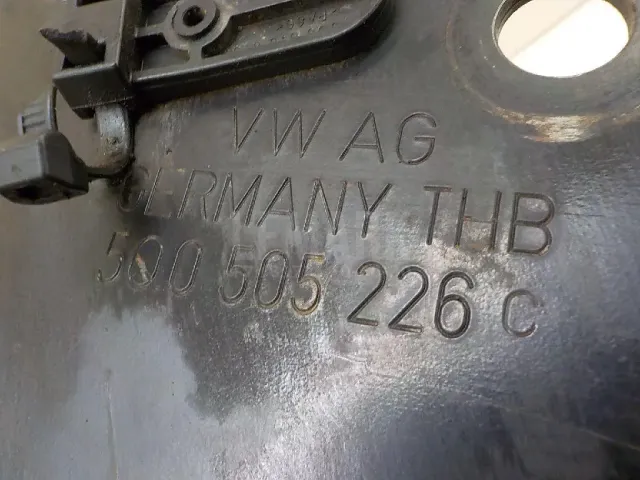 VW AG
GERMANY THB
5Q0 505 226 C